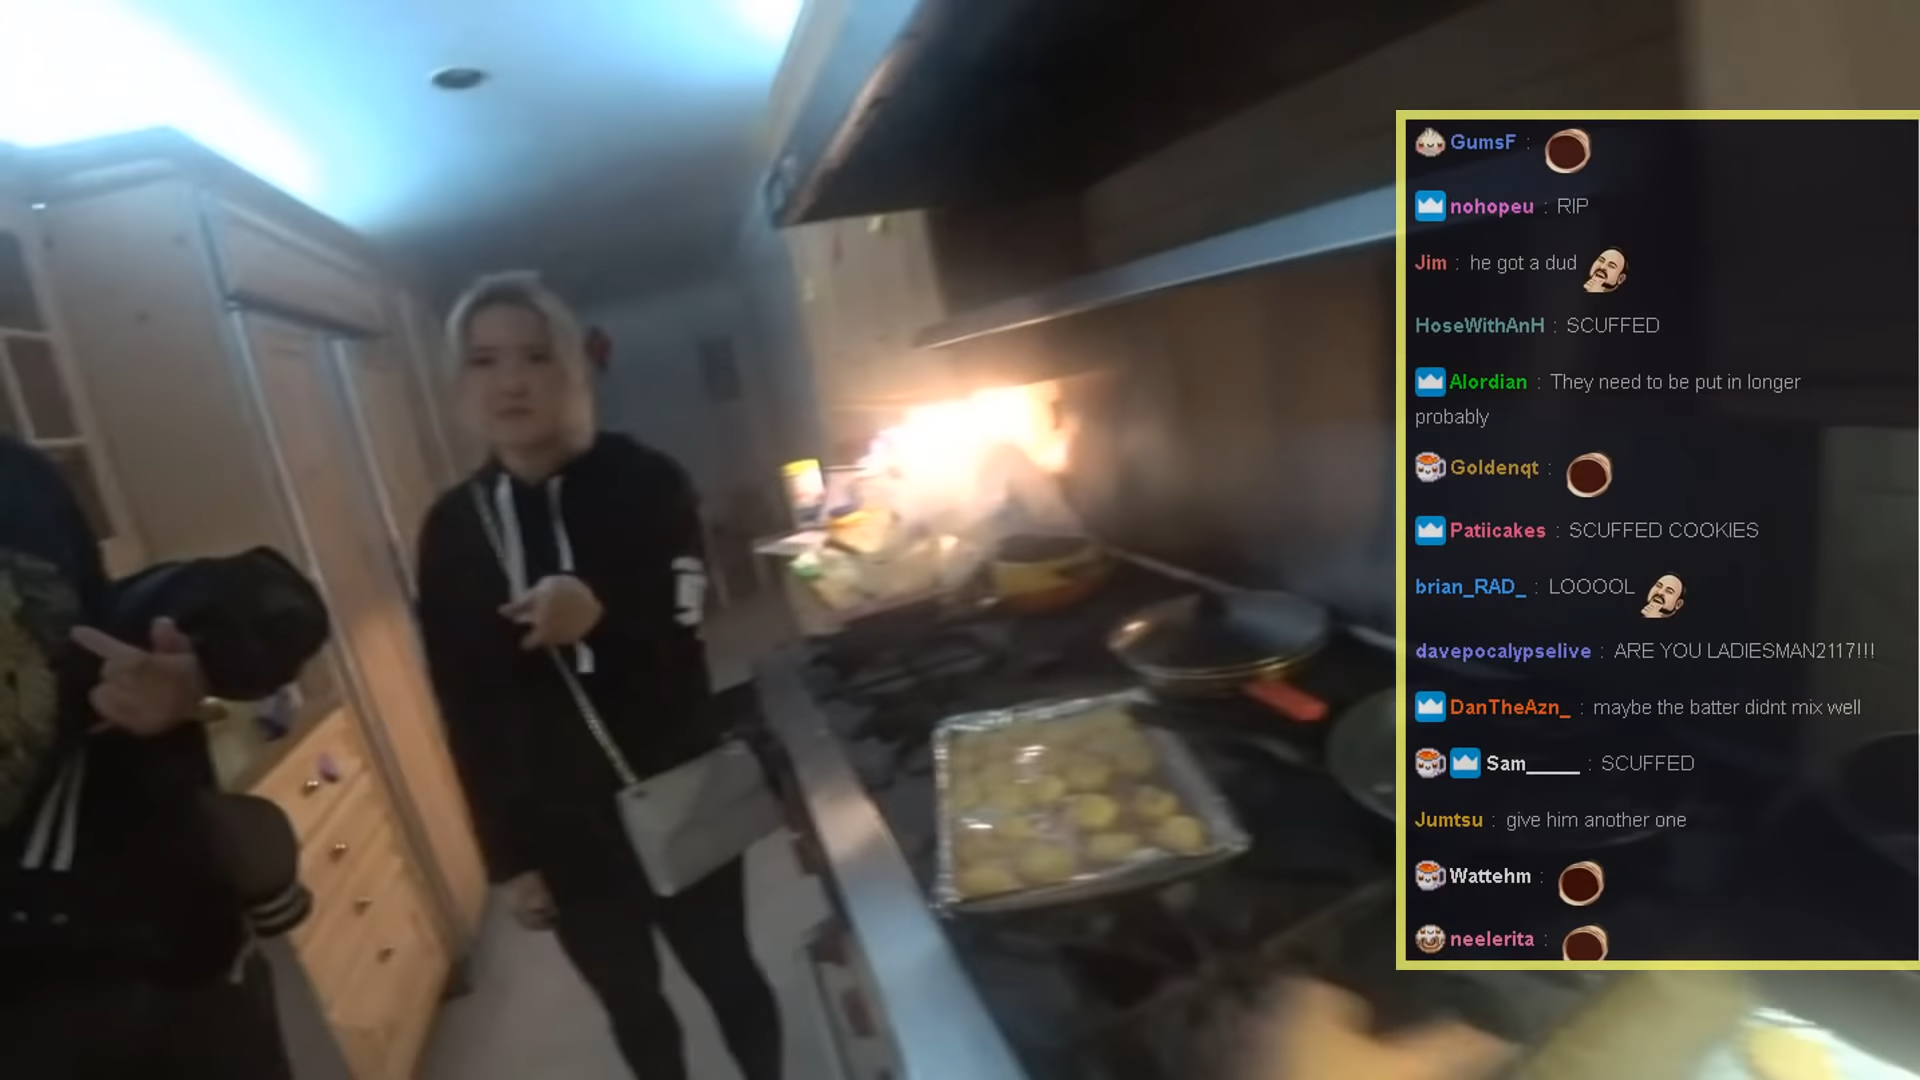 GumsF :
nohopeu : RIP
Jim : he got a dud
HoseWithAnH : SCUFFED
Alordian : They need to be put in longer
probably
Goldenqt :
Patiicakes : SCUFFED COOKIES
brian_RAD_ : LOOOOL
davepocalypselive : ARE YOU LADIESMAN2117!!!
DanTheAzn_ : maybe the batter didnt mix well
Sam_____ : SCUFFED
Jumtsu : give him another one
Wattehm :
neelerita :